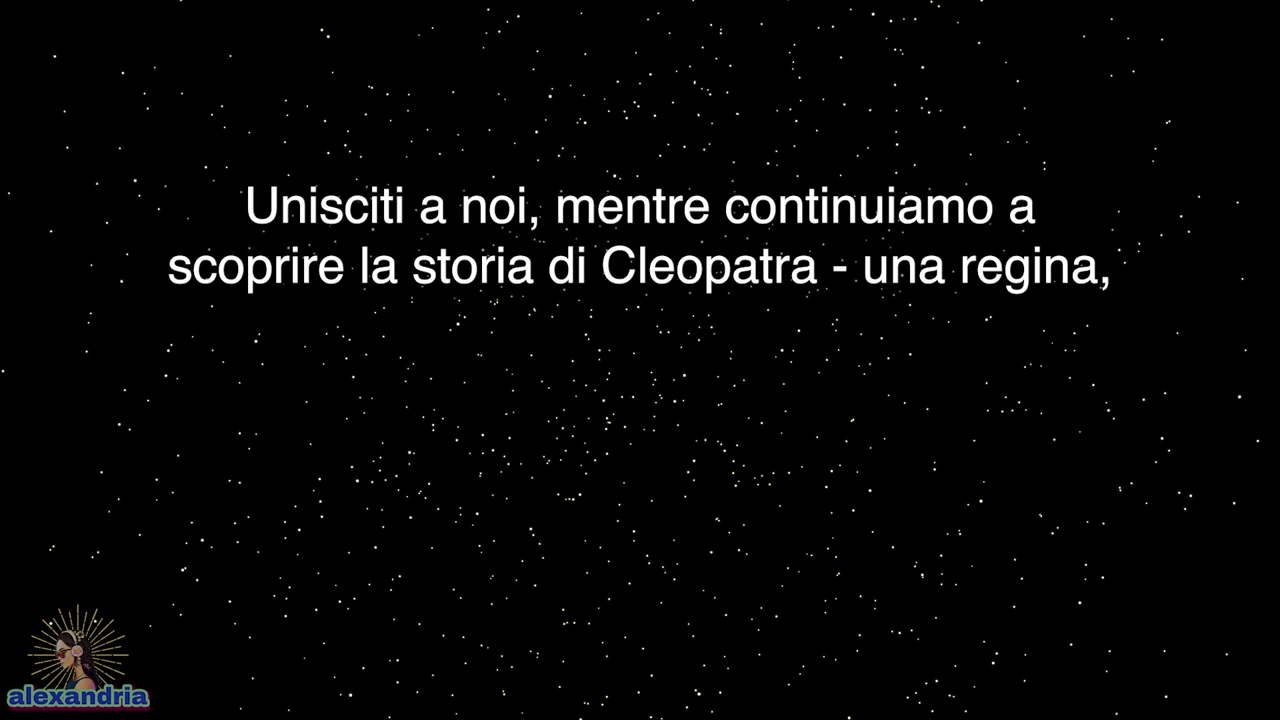 Unisciti a noi, mentre continuiamo a
scoprire la storia di Cleopatra - una regina,
alexandria